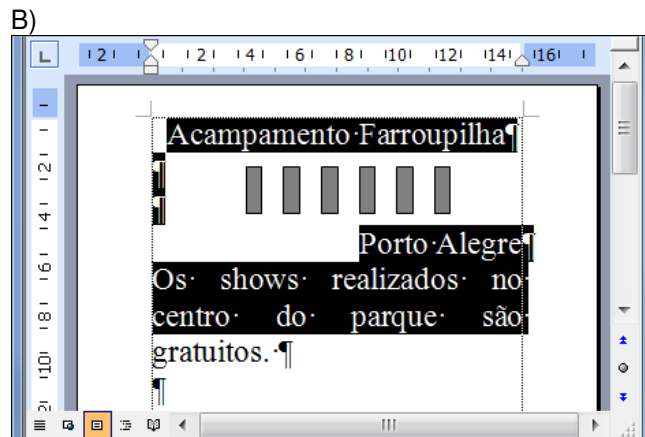 B)
L 2 1 2 4 6 8 10 12 14 16
Acampamento·Farroupilha¶
¶
¶
Porto·Alegre¶
Os· shows· realizados· no·
centro· do· parque· são·
gratuitos.·¶
¶
2
4
6
8
10